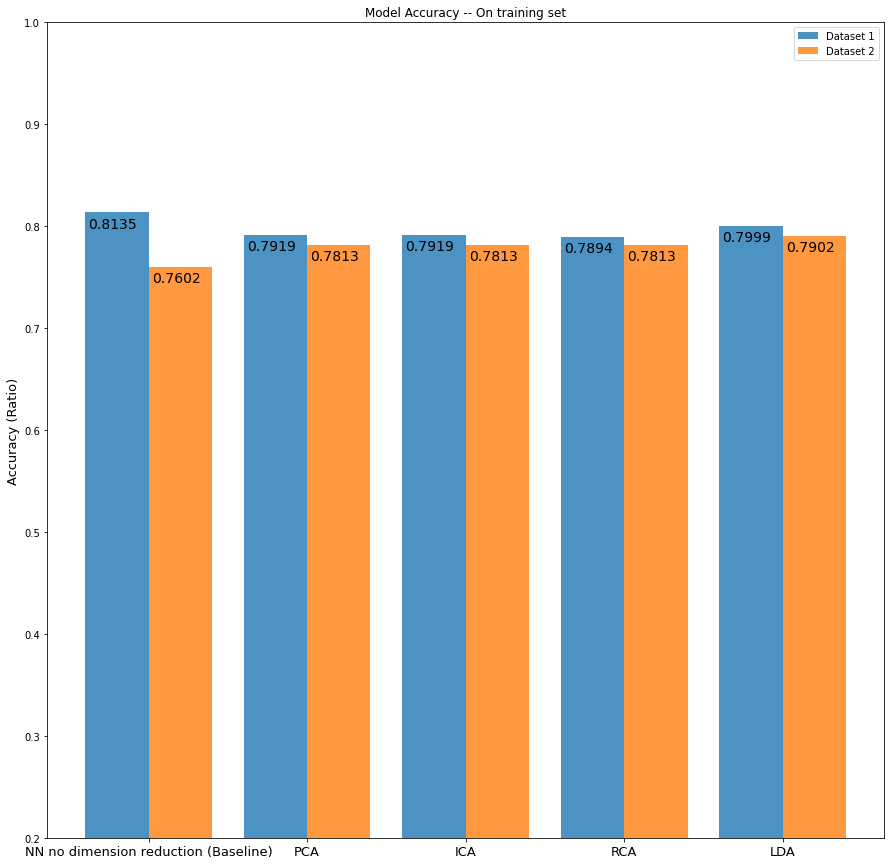 Model Accuracy -- On training set
1.0
0.9
0.8
0.7
0.6
0.5
0.4
0.3
0.2
Accuracy (Ratio)
Dataset 1
Dataset 2
0.8135
0.7602
0.7919
0.7813
0.7919
0.7813
0.7894
0.7813
0.7999
0.7902
NN no dimension reduction (Baseline)
PCA
ICA
RCA
LDA